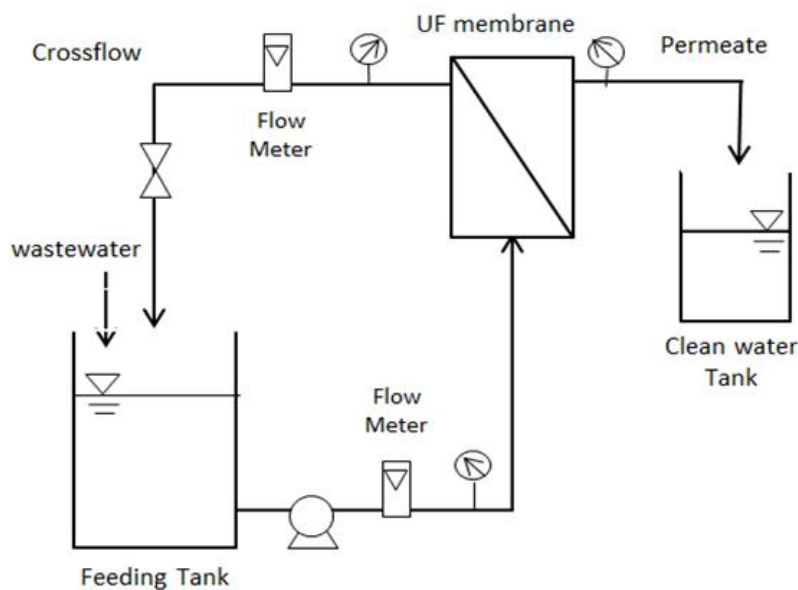 UF membrane
Crossflow
Permeate
Flow
Meter
wastewater
Clean water
Tank
Flow
Meter
Feeding Tank